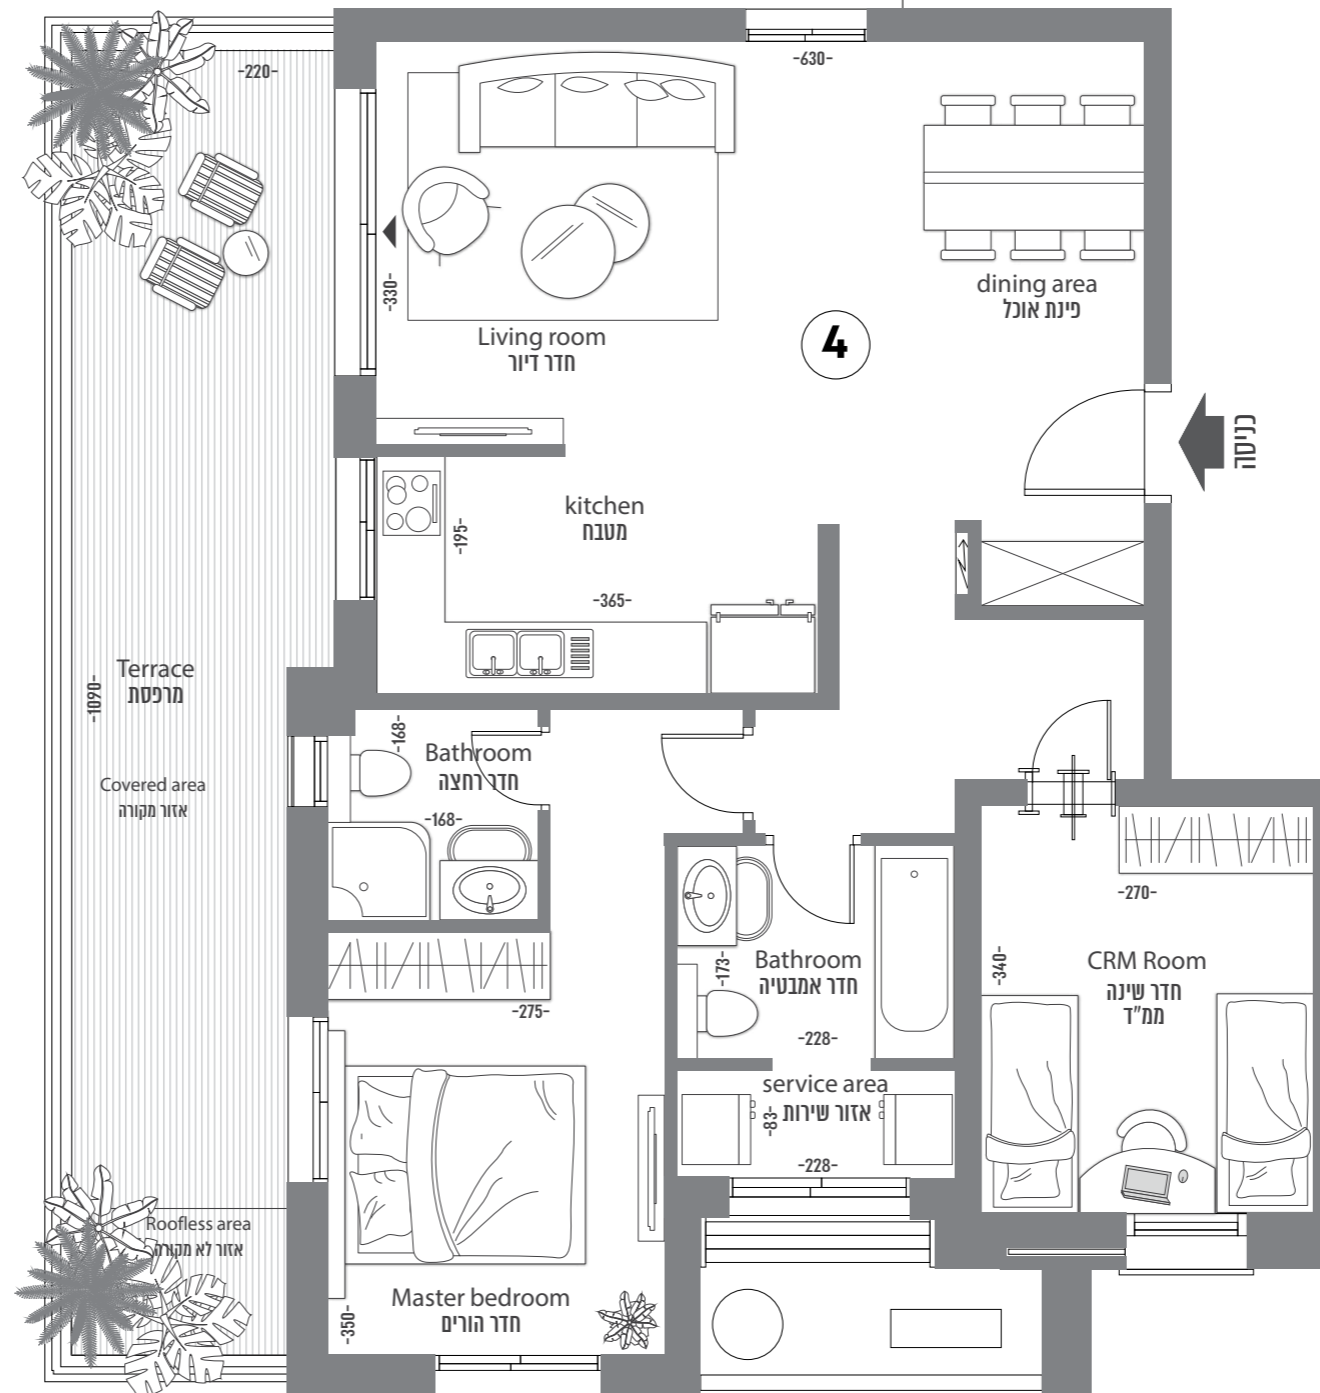 -220-
-630-
dining area
פינת אוכל
-330-
Living room
חדר דיור
4
כניסה
kitchen
מטבח
-195-
-365-
Terrace
מרפסת
-1090-
Covered area
אזור מקורה
-168-
Bathroom
חדר רחצה
-168-
-270-
-340-
CRM Room
חדר שינה
ממ"ד
-173-
Bathroom
חדר אמבטיה
-228-
-275-
service area
אזור שירות
-83-
-228-
Roofless area
אזור לא מקורה
Master bedroom
חדר הורים
-350-